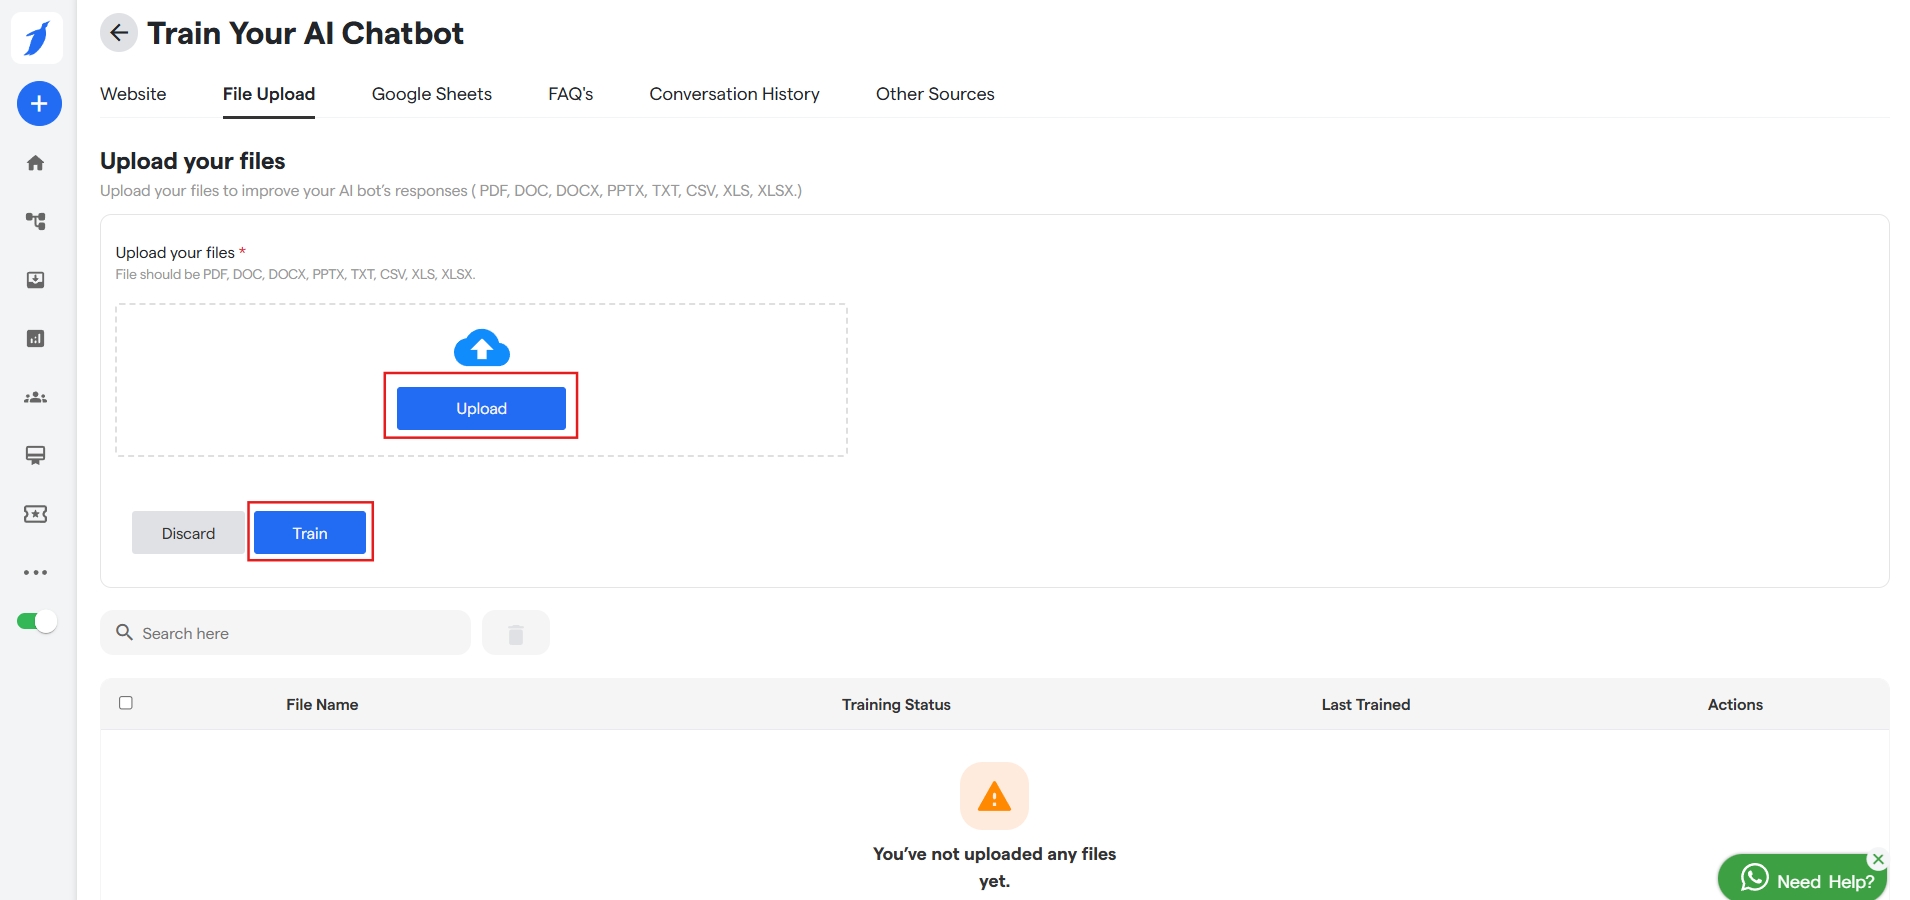 Train Your AI Chatbot
Website File Upload Google Sheets FAQ's Conversation History Other Sources
Upload your files
Upload your files to improve your AI bot’s responses ( PDF, DOC, DOCX, PPTX, TXT, CSV, XLS, XLSX.)
Upload your files *
File should be PDF, DOC, DOCX, PPTX, TXT, CSV, XLS, XLSX.
Upload
Discard Train
Search here
File Name Training Status Last Trained Actions
You’ve not uploaded any files
yet.
Need Help?